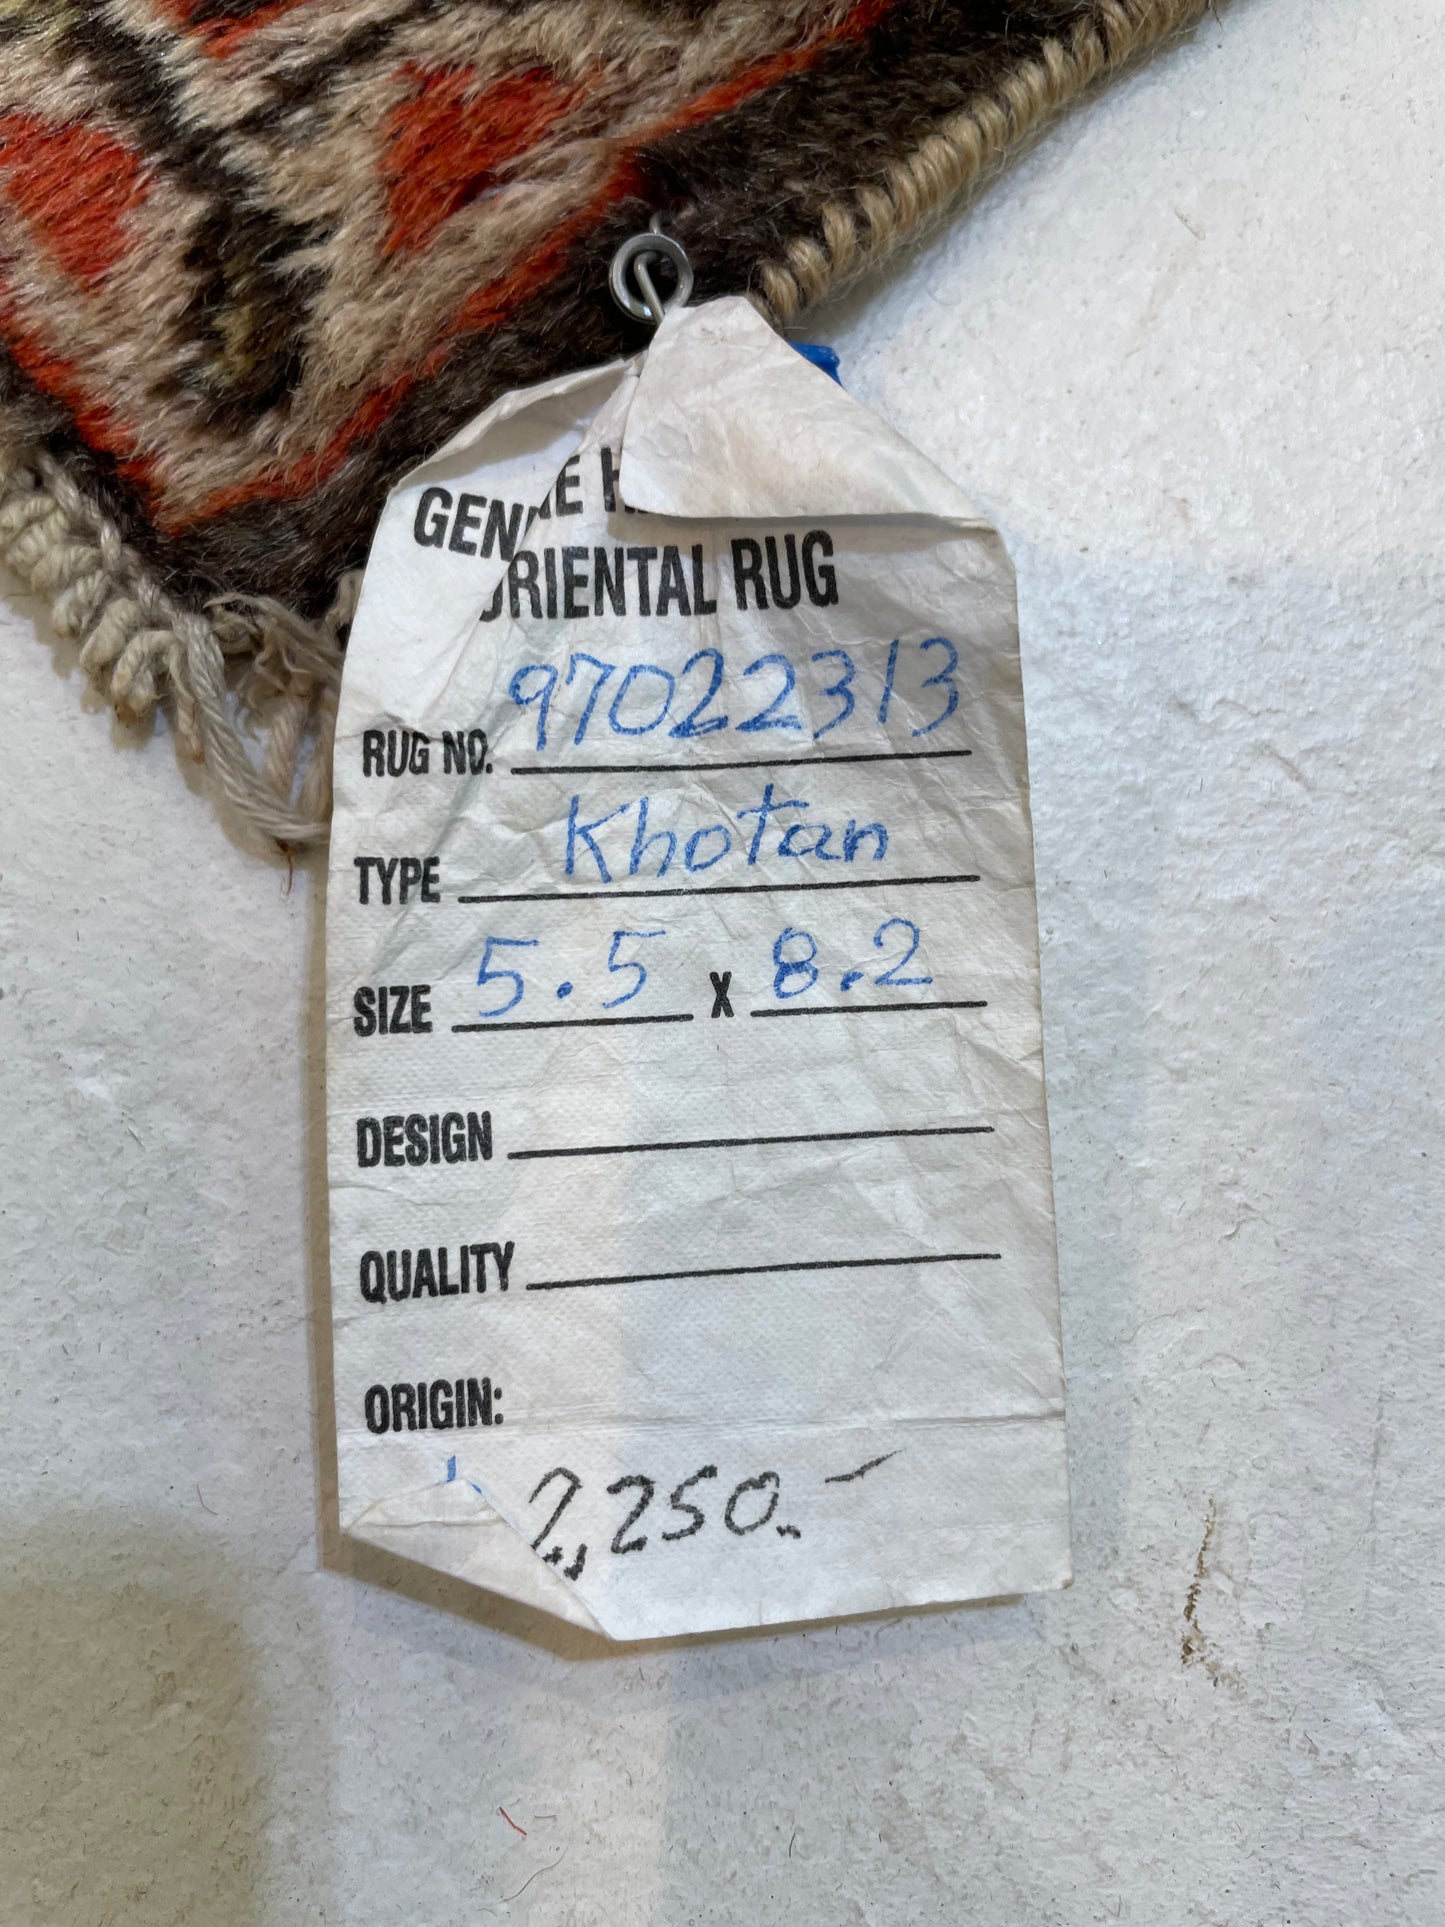 ORIENTAL RUG
RUG NO. 97022313
TYPE Khotan
SIZE 5.5 X 8.2
DESIGN
QUALITY
ORIGIN:
2,250.-